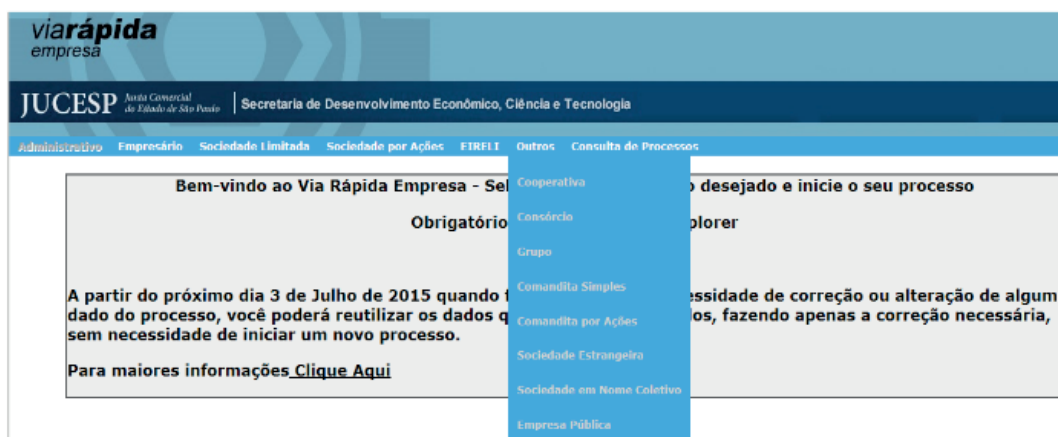 viarápida
empresa
JUCESP Junta Comercial do Estado de São Paulo Secretaria de Desenvolvimento Econômico, Ciência e Tecnologia
Administrativo Empresário Sociedade Limitada Sociedade por Ações EIRELI Outros Consulta de Processos
Bem-vindo ao Via Rápida Empresa - Sel o desejado e inicie o seu processo
Obrigatório plorer
A partir do próximo dia 3 de Julho de 2015 quando f essidade de correção ou alteração de algum
dado do processo, você poderá reutilizar os dados q os, fazendo apenas a correção necessária,
sem necessidade de iniciar um novo processo.
Para maiores informações Clique Aqui
Cooperativa
Consórcio
Grupo
Comandita Simples
Comandita por Ações
Sociedade Estrangeira
Sociedade em Nome Coletivo
Empresa Pública